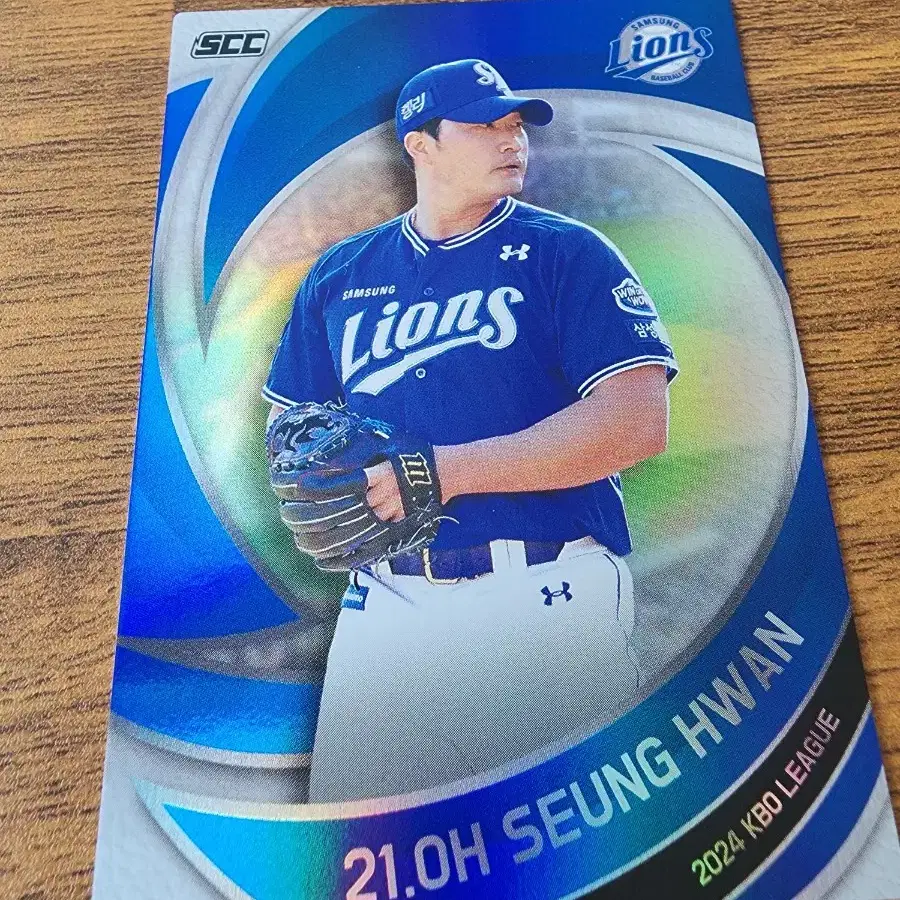 SCC
SAMSUNG
Lions
BASEBALL CLUB
SAMSUNG
Lions
21.OH SEUNG HWAN
2024 KBO LEAGUE